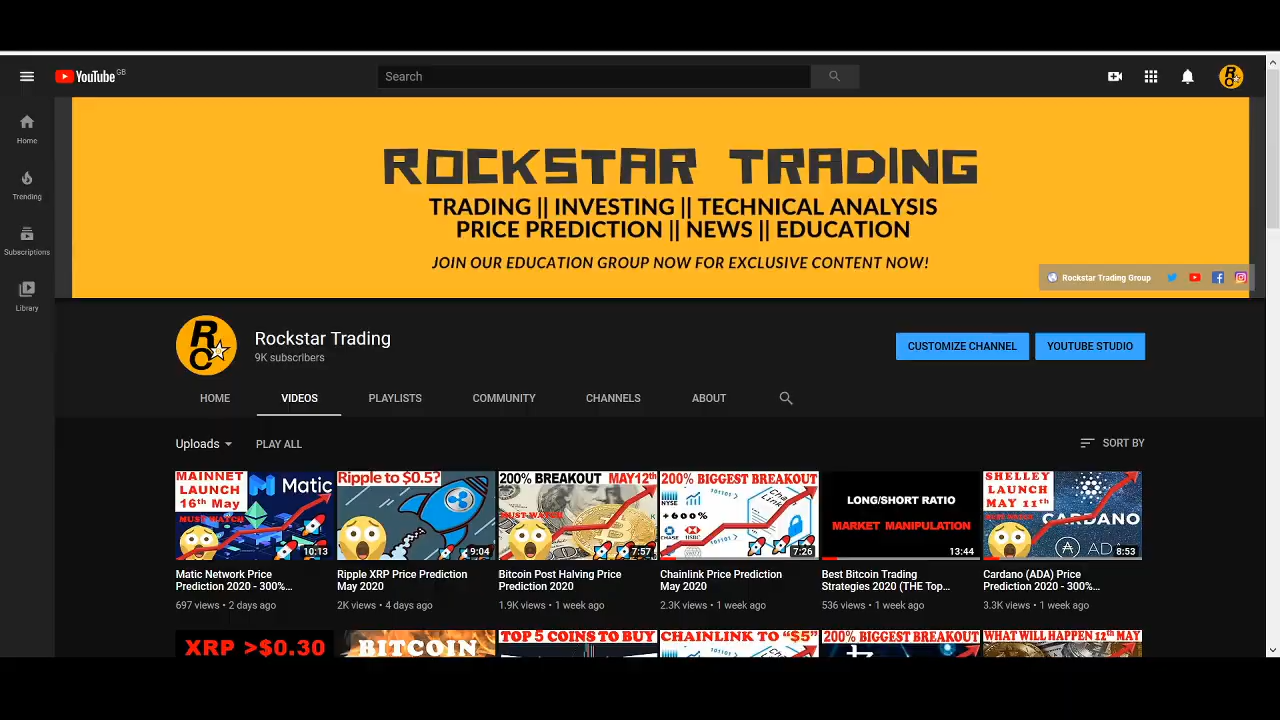 YouTube GB
Search
Home
Trending
Subscriptions
Library
ROCKSTAR TRADING
TRADING || INVESTING || TECHNICAL ANALYSIS
PRICE PREDICTION || NEWS || EDUCATION
JOIN OUR EDUCATION GROUP NOW FOR EXCLUSIVE CONTENT NOW!
Rockstar Trading Group
RC
Rockstar Trading
9K subscribers
CUSTOMIZE CHANNEL
YOUTUBE STUDIO
HOME
VIDEOS
PLAYLISTS
COMMUNITY
CHANNELS
ABOUT
Uploads
PLAY ALL
SORT BY
MAINNET
LAUNCH
16th May
MUST WATCH
Matic
10:13
Matic Network Price
Prediction 2020 - 300%...
697 views • 2 days ago
Ripple to $0.5?
9:04
Ripple XRP Price Prediction
May 2020
2K views • 4 days ago
200% BREAKOUT MAY12th
MUST WATCH
7:57
Bitcoin Post Halving Price
Prediction 2020
1.9K views • 1 week ago
200% BIGGEST BREAKOUT
+600%
CHASE
HSBC
7:26
Chainlink Price Prediction
May 2020
2.3K views • 1 week ago
LONG/SHORT RATIO
MARKET MANIPULATION
13:44
Best Bitcoin Trading
Strategies 2020 (THE Top...
536 views • 1 week ago
SHELLEY
LAUNCH
MAY 11th
CARDANO
ADA
8:53
Cardano (ADA) Price
Prediction 2020 - 300%...
3.3K views • 1 week ago
XRP >$0.30
BITCOIN
TOP 5 COINS TO BUY
CHAINLINK TO “$5”
200% BIGGEST BREAKOUT
WHAT WILL HAPPEN 12th MAY